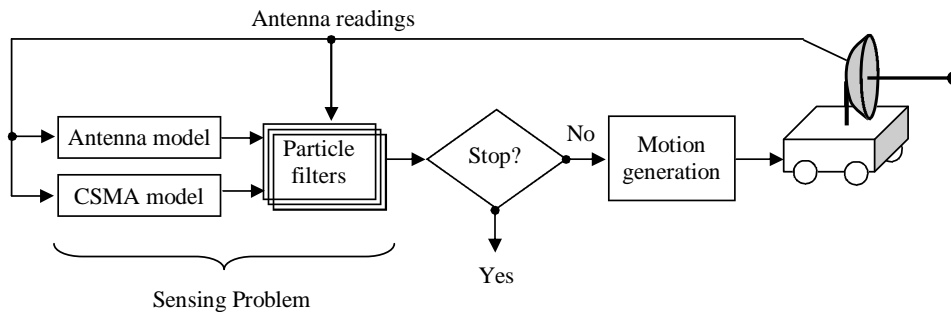 Antenna readings
Antenna model
CSMA model
Particle
filters
Stop?
No
Motion
generation
Yes
Sensing Problem